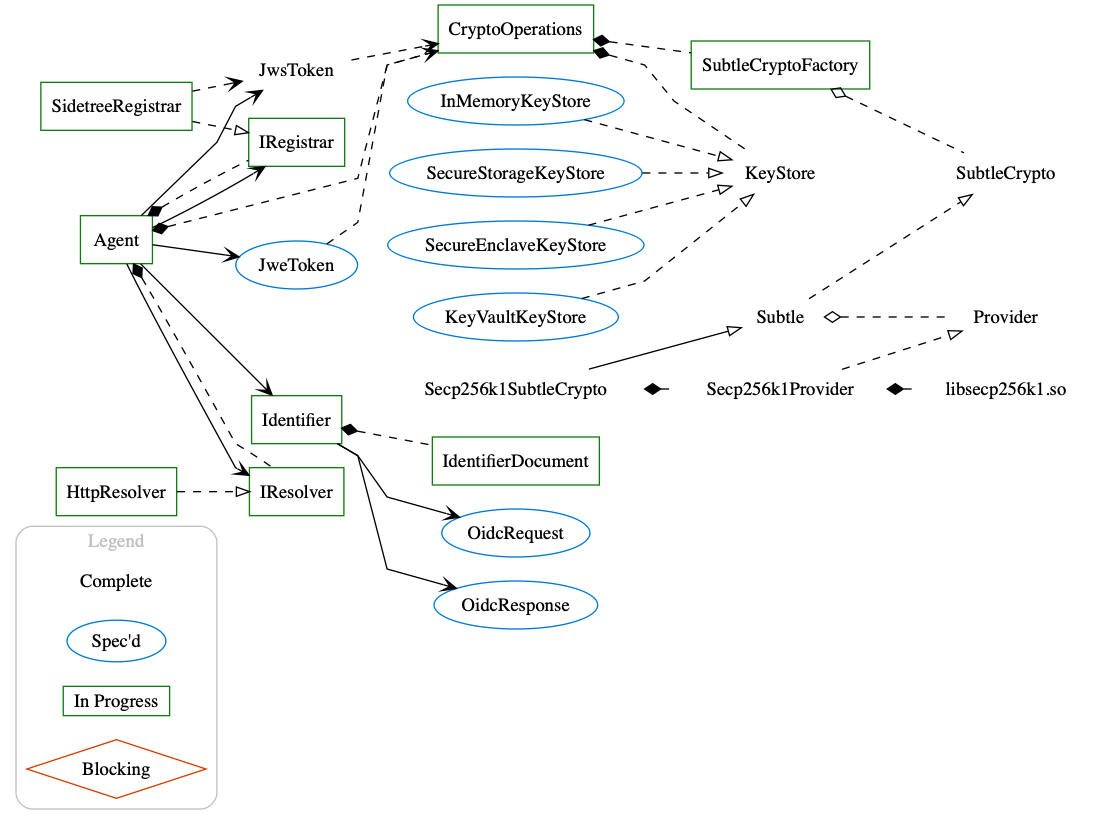 CryptoOperations
JwsToken
SubtleCryptoFactory
SidetreeRegistrar
InMemoryKeyStore
IRegistrar
SecureStorageKeyStore
KeyStore
SubtleCrypto
Agent
SecureEnclaveKeyStore
JweToken
KeyVaultKeyStore
Subtle
Provider
Secp256k1SubtleCrypto
Secp256k1Provider
libsecp256k1.so
Identifier
IdentifierDocument
HttpResolver
IResolver
OidcRequest
OidcResponse
Legend
Complete
Spec'd
In Progress
Blocking